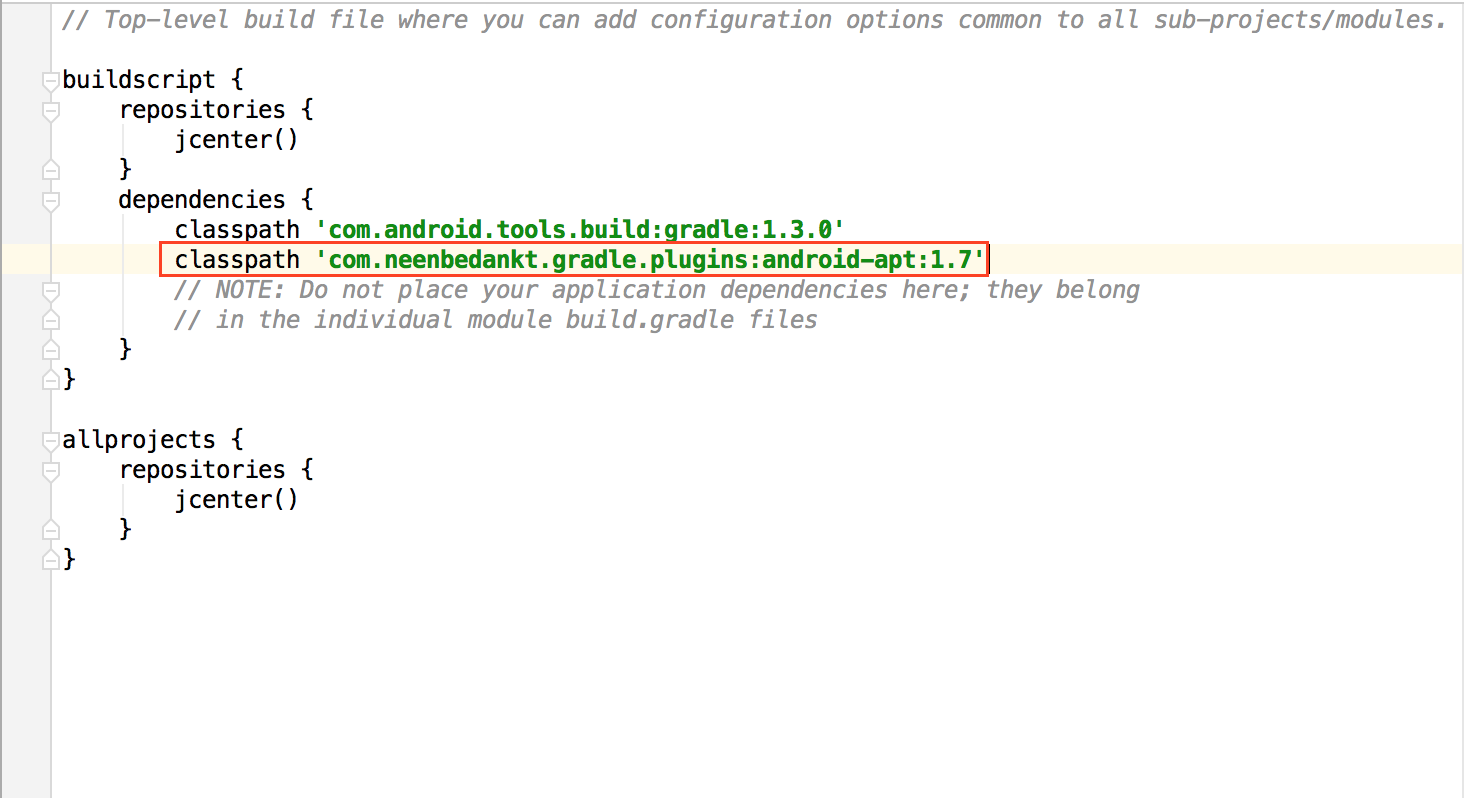 // Top-level build file where you can add configuration options common to all sub-projects/modules.
buildscript {
repositories {
jcenter()
}
dependencies {
classpath 'com.android.tools.build:gradle:1.3.0'
classpath 'com.neenbedankt.gradle.plugins:android-apt:1.7'
// NOTE: Do not place your application dependencies here; they belong
// in the individual module build.gradle files
}
}
allprojects {
repositories {
jcenter()
}
}